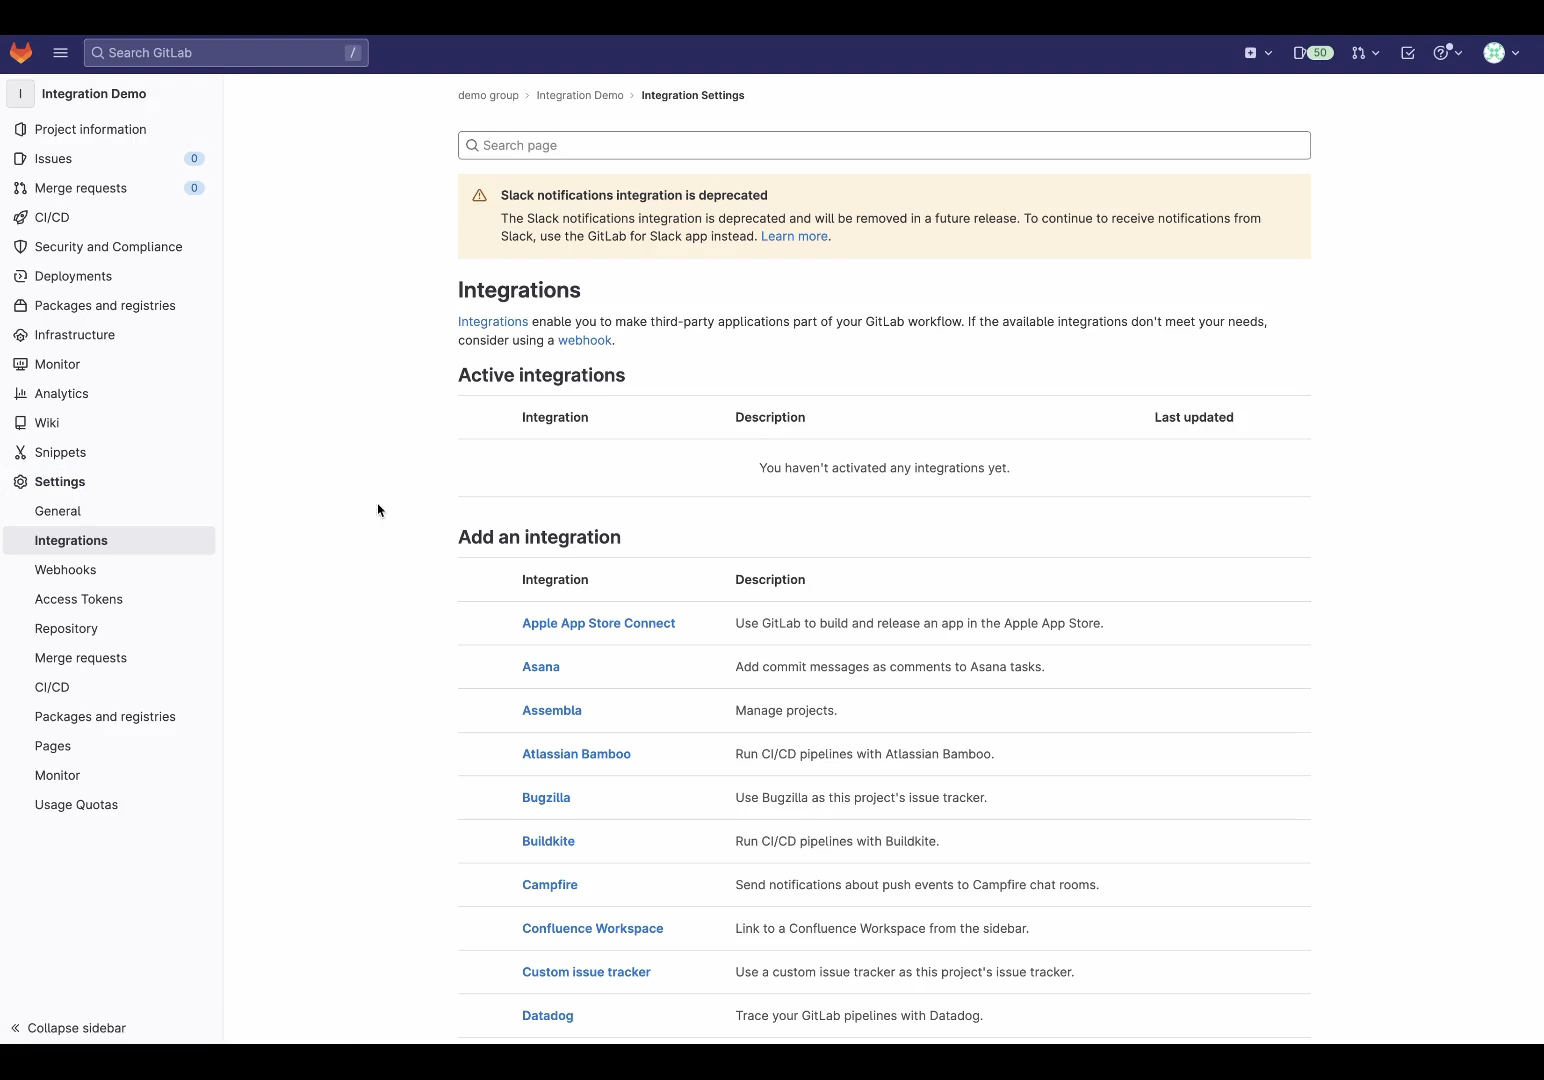 Search GitLab
/
50
I
Integration Demo
Project information
Issues
0
Merge requests
0
CI/CD
Security and Compliance
Deployments
Packages and registries
Infrastructure
Monitor
Analytics
Wiki
Snippets
Settings
General
Integrations
Webhooks
Access Tokens
Repository
Merge requests
CI/CD
Packages and registries
Pages
Monitor
Usage Quotas
Collapse sidebar
demo group › Integration Demo › Integration Settings
Search page
Slack notifications integration is deprecated
The Slack notifications integration is deprecated and will be removed in a future release. To continue to receive notifications from
Slack, use the GitLab for Slack app instead. Learn more.
Integrations
Integrations enable you to make third-party applications part of your GitLab workflow. If the available integrations don't meet your needs,
consider using a webhook.
Active integrations
Integration Description Last updated
You haven't activated any integrations yet.
Add an integration
Integration Description
Apple App Store Connect Use GitLab to build and release an app in the Apple App Store.
Asana Add commit messages as comments to Asana tasks.
Assembla Manage projects.
Atlassian Bamboo Run CI/CD pipelines with Atlassian Bamboo.
Bugzilla Use Bugzilla as this project's issue tracker.
Buildkite Run CI/CD pipelines with Buildkite.
Campfire Send notifications about push events to Campfire chat rooms.
Confluence Workspace Link to a Confluence Workspace from the sidebar.
Custom issue tracker Use a custom issue tracker as this project's issue tracker.
Datadog Trace your GitLab pipelines with Datadog.